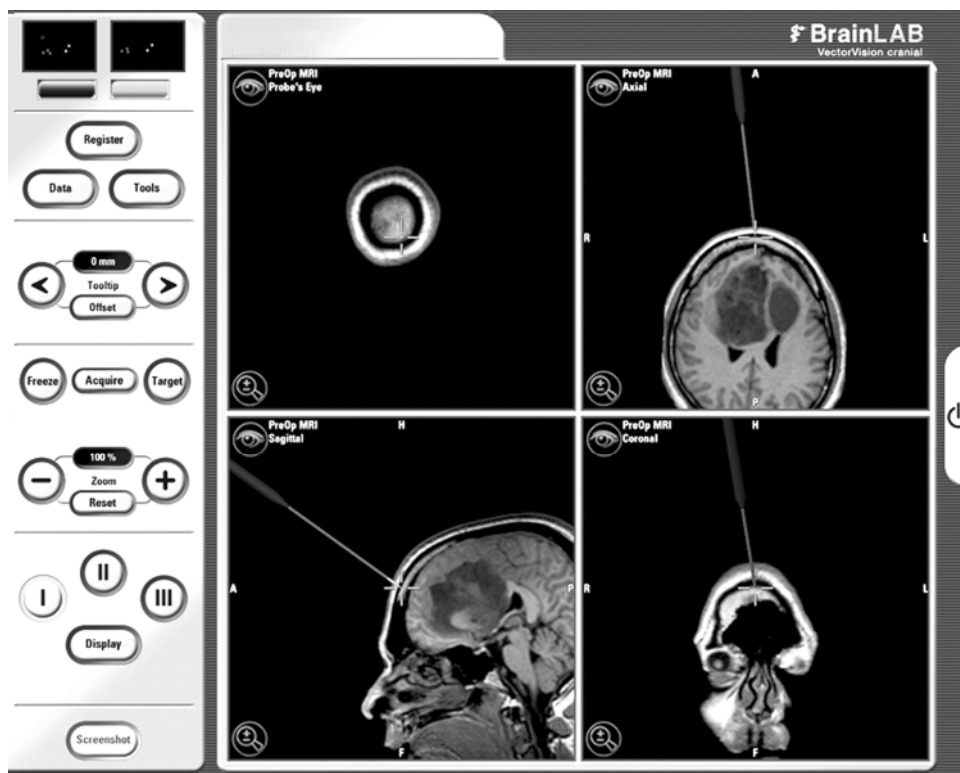 BrainLAB
VectorVision cranial
Register
Data
Tools
0 mm
Tooltip
Offset
<
>
Freeze
Acquire
Target
100 %
Zoom
Reset
−
+
I
II
III
Display
Screenshot
PreOp MRI
Probe's Eye
±
PreOp MRI
Axial
A
R
L
P
±
PreOp MRI
Sagittal
H
A
P
F
±
PreOp MRI
Coronal
H
R
L
F
±